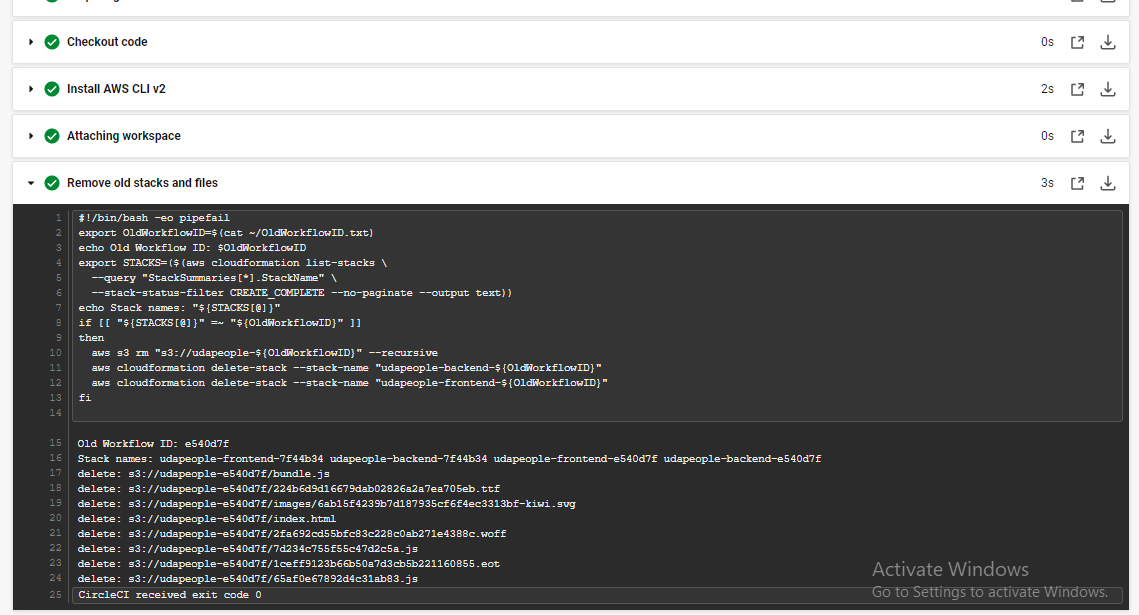 Checkout code 0s
Install AWS CLI v2 2s
Attaching workspace 0s
Remove old stacks and files 3s
1 #!/bin/bash -eo pipefail
2 export OldWorkflowID=$(cat ~/OldWorkflowID.txt)
3 echo Old Workflow ID: $OldWorkflowID
4 export STACKS=($(aws cloudformation list-stacks \
5 --query "StackSummaries[*].StackName" \
6 --stack-status-filter CREATE_COMPLETE --no-paginate --output text))
7 echo Stack names: "${STACKS[@]}"
8 if [[ "${STACKS[@]}" =~ "${OldWorkflowID}" ]]
9 then
10 aws s3 rm "s3://udapeople-${OldWorkflowID}" --recursive
11 aws cloudformation delete-stack --stack-name "udapeople-backend-${OldWorkflowID}"
12 aws cloudformation delete-stack --stack-name "udapeople-frontend-${OldWorkflowID}"
13 fi
14
15 Old Workflow ID: e540d7f
16 Stack names: udapeople-frontend-7f44b34 udapeople-backend-7f44b34 udapeople-frontend-e540d7f udapeople-backend-e540d7f
17 delete: s3://udapeople-e540d7f/bundle.js
18 delete: s3://udapeople-e540d7f/224b6d9d16679dab02826a2a7ea705eb.ttf
19 delete: s3://udapeople-e540d7f/images/6ab15f4239b7d187935cf6f4ec3313bf-kiwi.svg
20 delete: s3://udapeople-e540d7f/index.html
21 delete: s3://udapeople-e540d7f/2fa692cd55bfc83c228c0ab271e4388c.woff
22 delete: s3://udapeople-e540d7f/7d234c755f55c47d2c5a.js
23 delete: s3://udapeople-e540d7f/1ceff9123b66b50a7d3cb5b221160855.eot
24 delete: s3://udapeople-e540d7f/65af0e67892d4c31ab83.js
25 CircleCI received exit code 0
Activate Windows
Go to Settings to activate Windows.